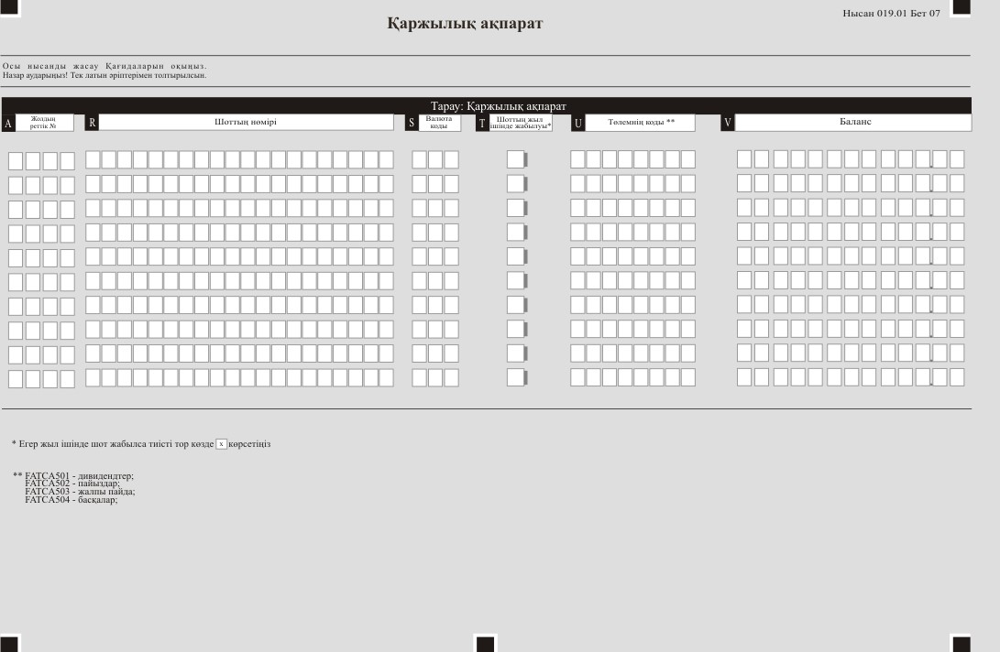 Нысан 019.01 Бет 07
Қаржылық ақпарат
Осы нысанды жасау Қағидаларын оқыңыз.
Назар аударыңыз! Тек латын әріптерімен толтырылсын.
Тарау: Қаржылық ақпарат
A Жолдың реттік №
R Шоттың нөмірі
S Валюта коды
T Шоттың жыл ішінде жабылуы*
U Төлемнің коды **
V Баланс
* Егер жыл ішінде шот жабылса тиісті тор көзде x көрсетіңіз
** FATCA501 - дивидендтер;
FATCA502 - пайыздар;
FATCA503 - жалпы пайда;
FATCA504 - басқалар;